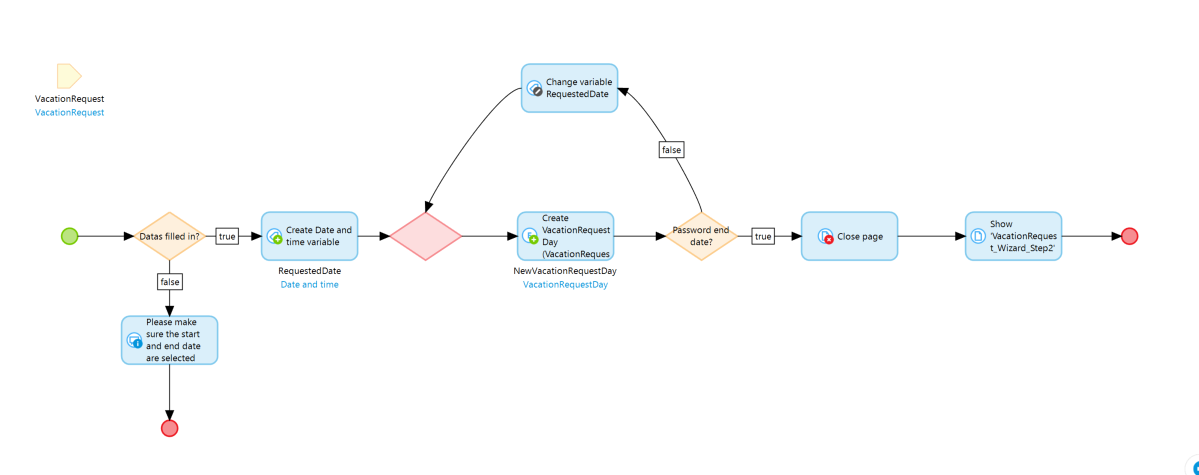 Change variable
RequestedDate
VacationRequest
VacationRequest
false
Datas filled in?
true
Create Date and
time variable
RequestedDate
Date and time
Create
VacationRequest
Day
(VacationReques
NewVacationRequestDay
VacationRequestDay
Password end
date?
true
Close page
Show
'VacationReques
t_Wizard_Step2'
false
Please make
sure the start
and end date
are selected